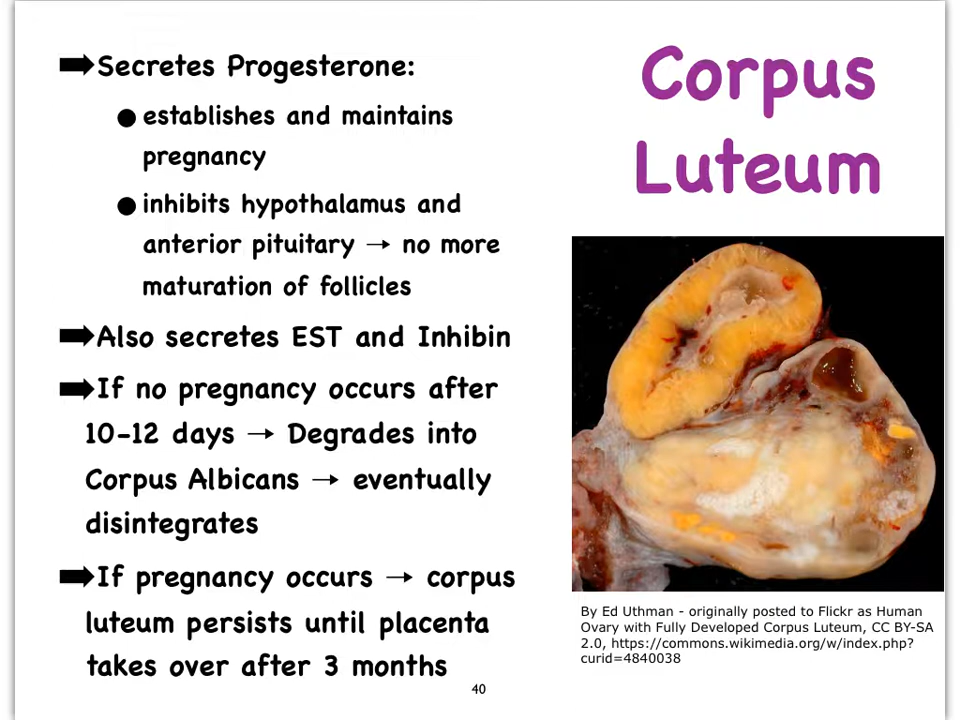 Corpus
Luteum
➡Secretes Progesterone:
● establishes and maintains
pregnancy
● inhibits hypothalamus and
anterior pituitary → no more
maturation of follicles
➡Also secretes EST and Inhibin
➡If no pregnancy occurs after
10-12 days → Degrades into
Corpus Albicans → eventually
disintegrates
➡If pregnancy occurs → corpus
luteum persists until placenta
takes over after 3 months
By Ed Uthman - originally posted to Flickr as Human
Ovary with Fully Developed Corpus Luteum, CC BY-SA
2.0, https://commons.wikimedia.org/w/index.php?
curid=4840038
40